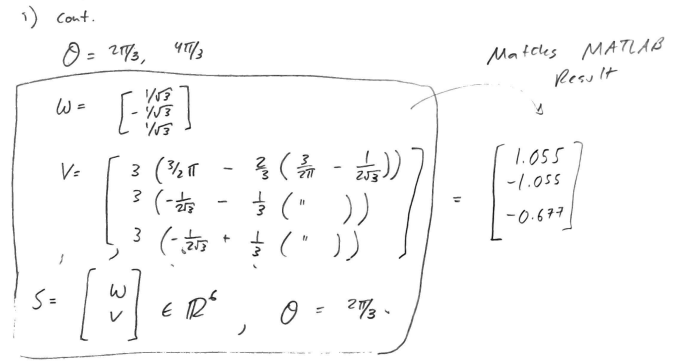 1) cont.
θ = 2π/3, 4π/3
Matches MATLAB
Result
ω = [ 1/√3
- 1/√3
1/√3 ]
V = [ 3 (3/2π - 2/3 (3/2π - 1/2√3))
3 (-1/2√3 - 1/3 ( " ))
3 (-1/2√3 + 1/3 ( " )) ]
= [ 1.055
-1.055
-0.677 ]
S = [ ω
v ] ∈ ℝ⁶, θ = 2π/3.